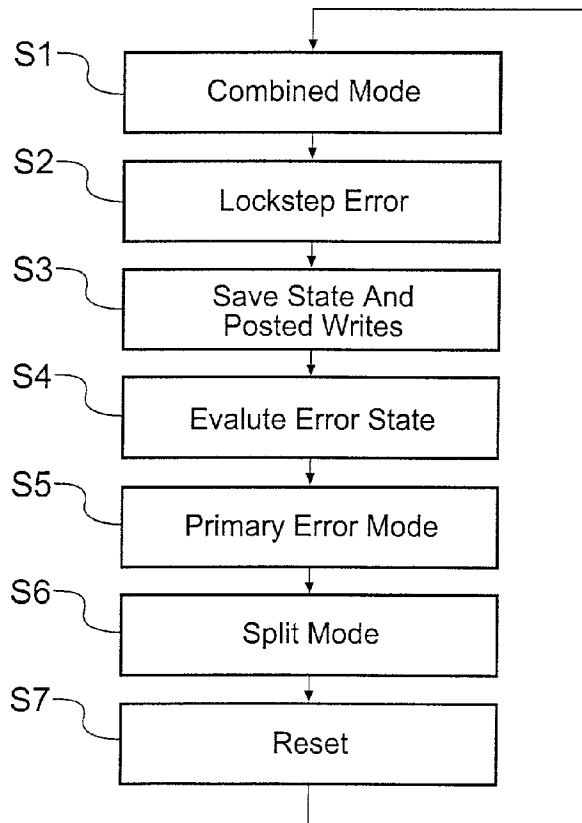 S1
Combined Mode
S2
Lockstep Error
S3
Save State And
Posted Writes
S4
Evalute Error State
S5
Primary Error Mode
S6
Split Mode
S7
Reset